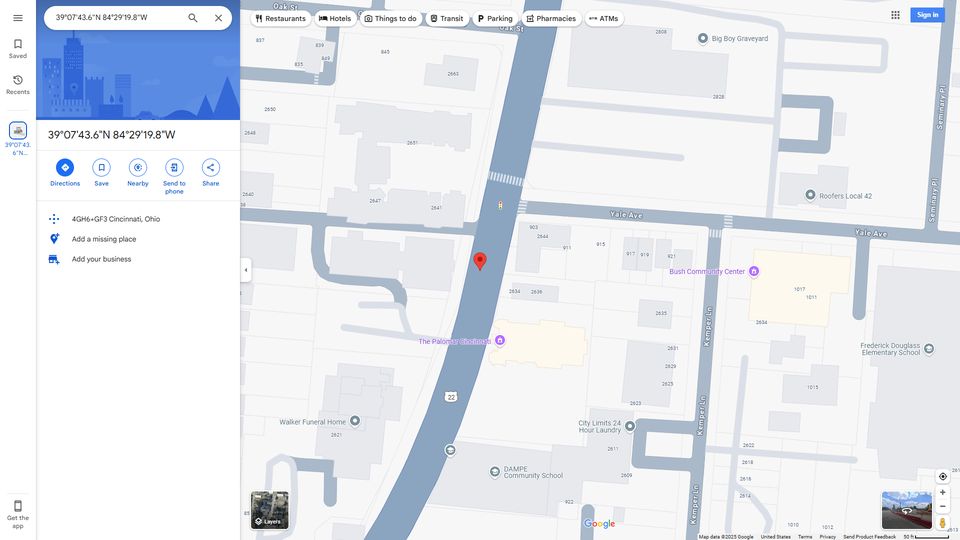 39°07'43.6"N 84°29'19.8"W
Restaurants
Hotels
Things to do
Transit
Parking
Pharmacies
ATMs
Sign in
Saved
Recents
39°07'43.
6"N...
39°07'43.6"N 84°29'19.8"W
Directions
Save
Nearby
Send to
phone
Share
4GH6+GF3 Cincinnati, Ohio
Add a missing place
Add your business
Get the
app
Oak St
Oak St
837
839
835
845
2663
2808
Big Boy Graveyard
2828
2650
2648
2651
2640
2647
2641
Seminary Pl
Seminary Pl
Roofers Local 42
Yale Ave
Yale Ave
903
2644
911
915
917
919
921
Bush Community Center
1017
1011
2634
2636
2634
2635
The Palomar Cincinnati
Kemper Ln
Frederick Douglass
Elementary School
2631
2629
2625
1015
22
2623
Kemper Ln
Walker Funeral Home
2621
City Limits 24
Hour Laundry
2611
2622
2618
2616
2614
2609
DAMPE
Community School
922
Kemper Ln
1010
1012
Layers
Google
Map data ©2025 Google
United States
Terms
Privacy
Send Product Feedback
50 ft